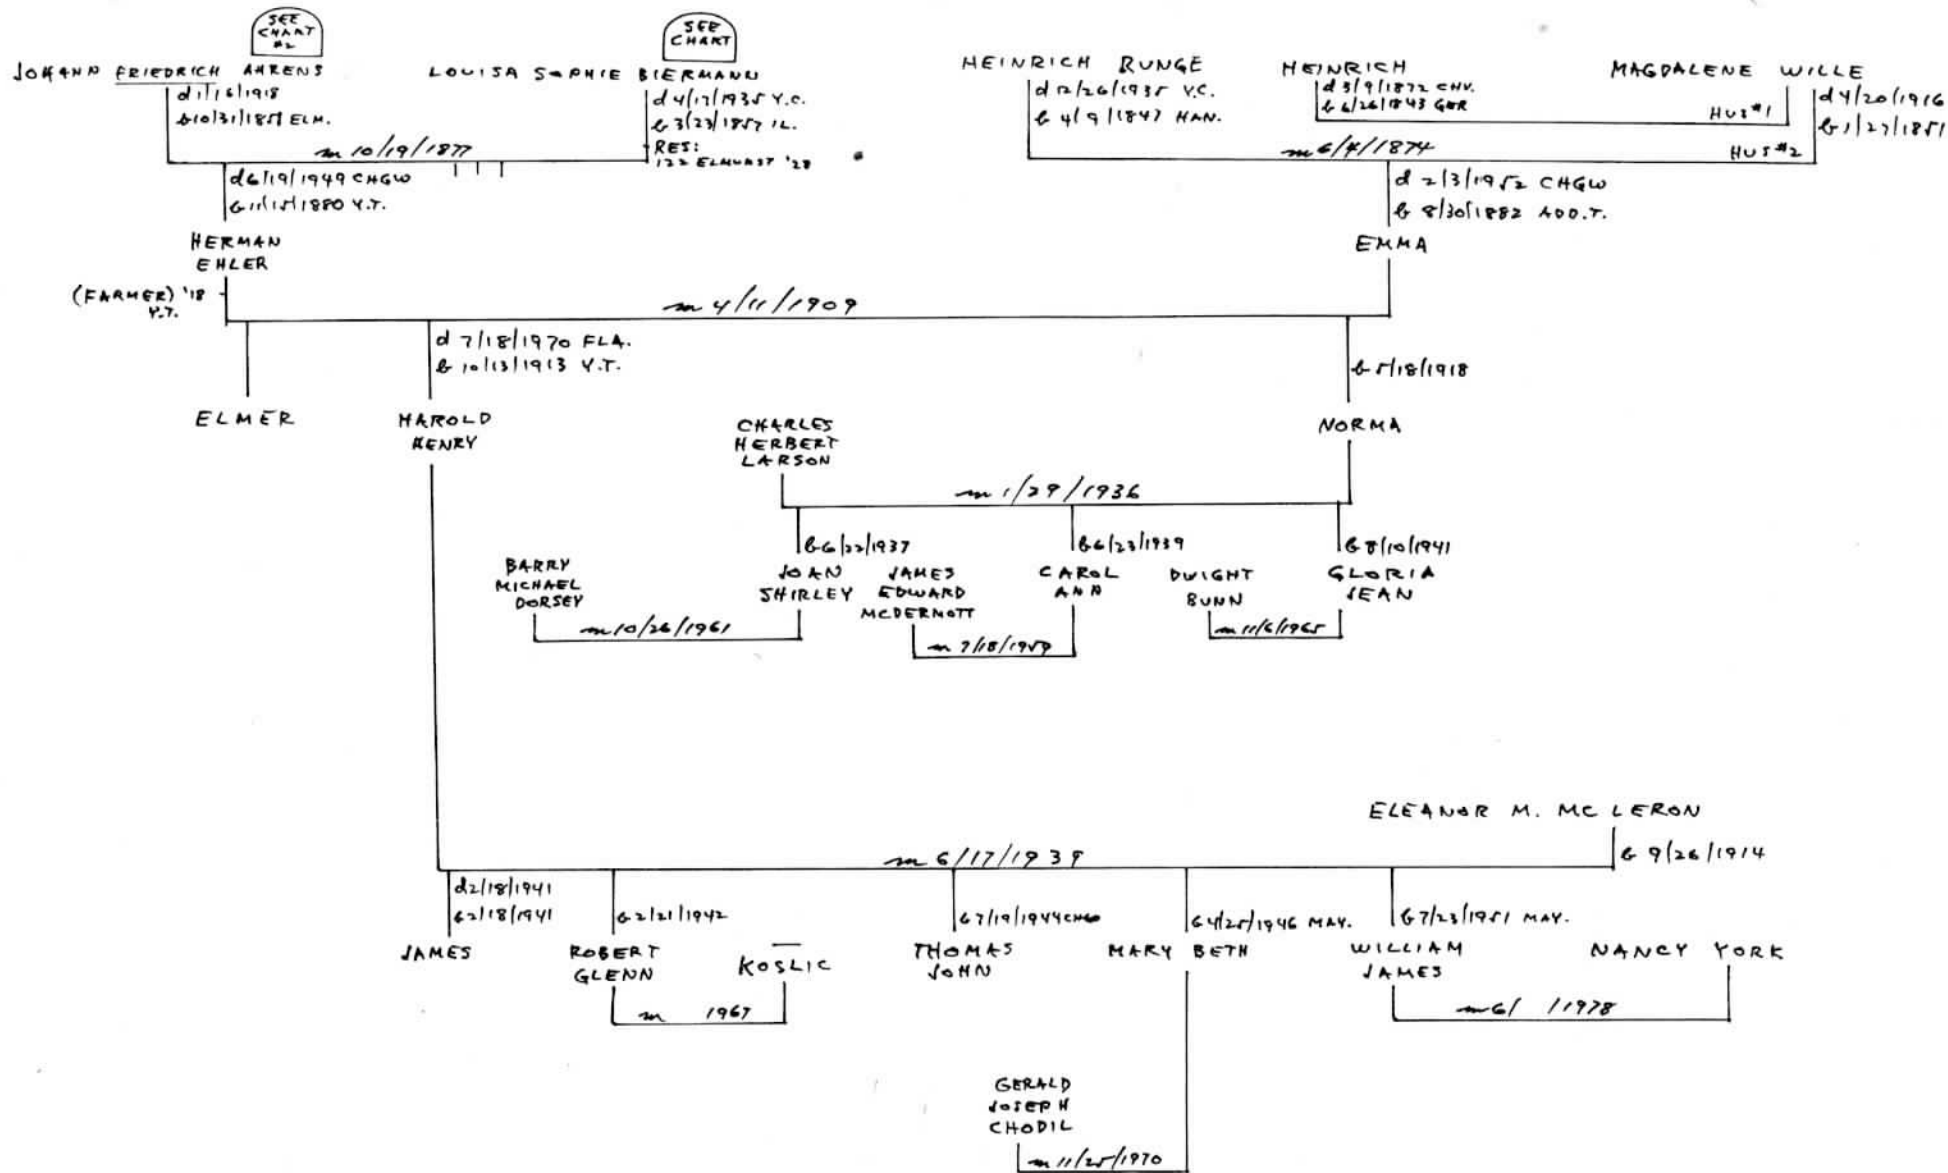 SEE
CHART
#2
SEE
CHART
JOHANN FRIEDRICH AHRENS
LOUISA SOPHIE BIERMANN
HEINRICH RUNGE
HEINRICH
MAGDALENE WILLE
d 1/16/1918
b 10/31/1851 ELM.
d 4/17/1935 Y.C.
b 3/23/1857 IL.
RES:
122 ELMHURST '28
d 12/26/1935 Y.C.
b 4/9/1847 HAN.
d 3/9/1872 CHV.
b 6/26/1843 GER
HUS #1
d 4/20/1916
b 1/27/1851
m 10/19/1877
m 6/4/1874
HUS #2
d 6/19/1949 CHGW
b 11/15/1880 Y.T.
d 2/3/1952 CHGW
b 8/30/1882 ADD.T.
HERMAN
EHLER
EMMA
(FARMER) '18
Y.T.
m 4/11/1909
d 7/18/1970 FLA.
b 10/13/1913 Y.T.
b 5/18/1918
ELMER
HAROLD
HENRY
CHARLES
HERBERT
LARSON
NORMA
m 1/29/1936
b 6/22/1937
b 6/23/1939
b 8/10/1941
BARRY
MICHAEL
DORSEY
JOAN
SHIRLEY
JAMES
EDWARD
MCDERMOTT
CAROL
ANN
DWIGHT
BUNN
GLORIA
JEAN
m 10/26/1961
m 7/18/1959
m 11/6/1965
ELEANOR M. MC LERON
m 6/17/1939
b 9/26/1914
d 2/18/1941
b 2/18/1941
b 2/21/1942
b 7/19/1944 CHGO
b 4/25/1946 MAY.
b 7/23/1951 MAY.
JAMES
ROBERT
GLENN
— KOSLIC
THOMAS
JOHN
MARY BETH
WILLIAM
JAMES
NANCY YORK
m 1967
m 6/ /1978
GERALD
JOSEPH
CHODIL
m 11/25/1970